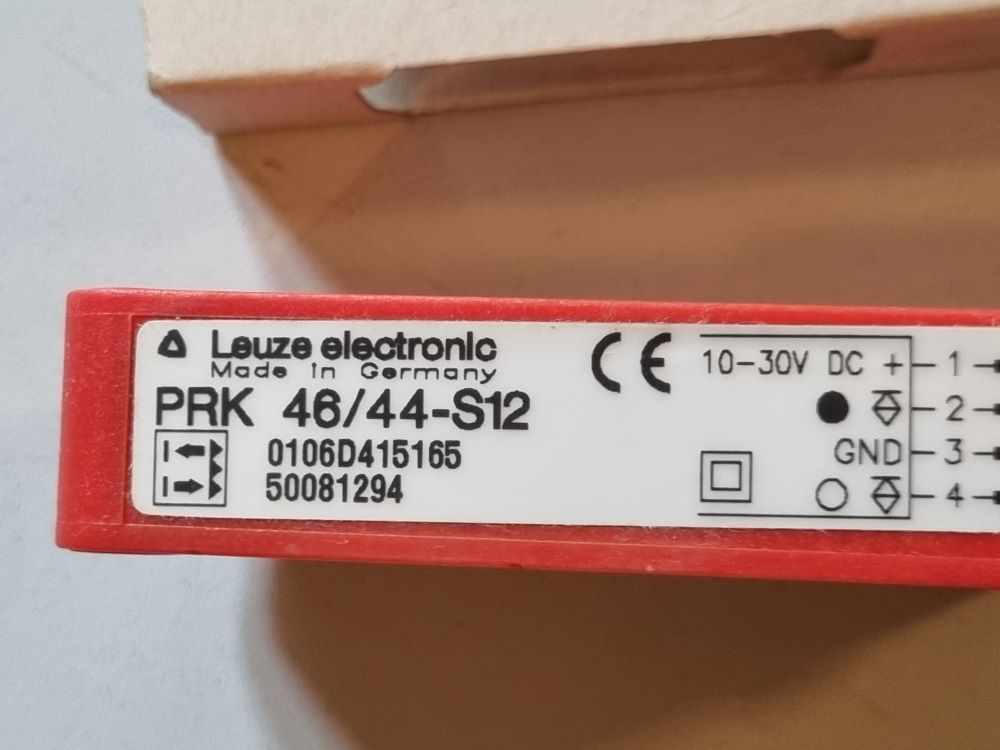 Leuze electronic
Made in Germany
PRK 46/44-S12
0106D415165
50081294
CE
10-30V DC + 1
2
GND 3
4